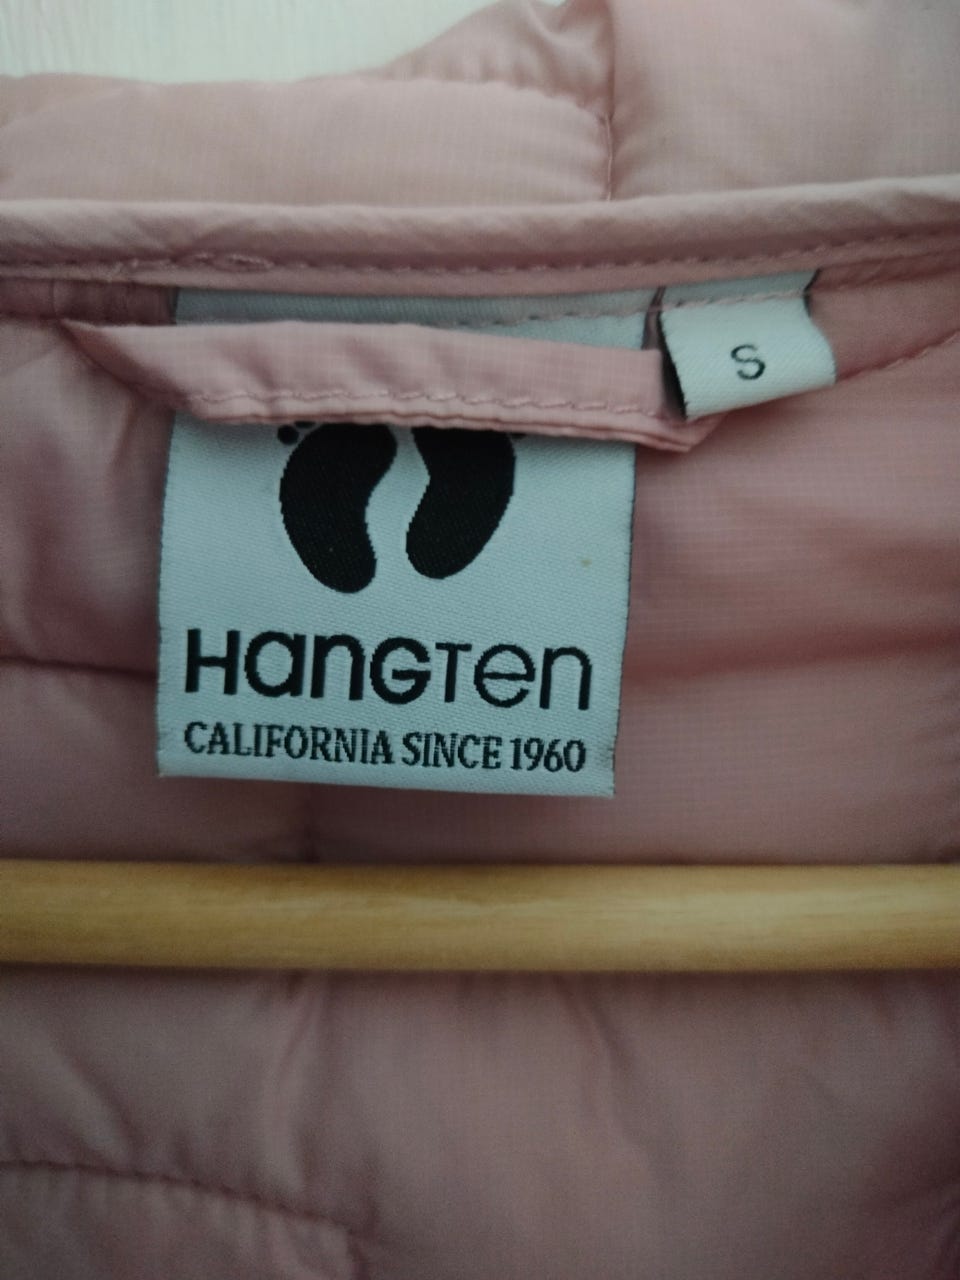 S
HangTen
CALIFORNIA SINCE 1960